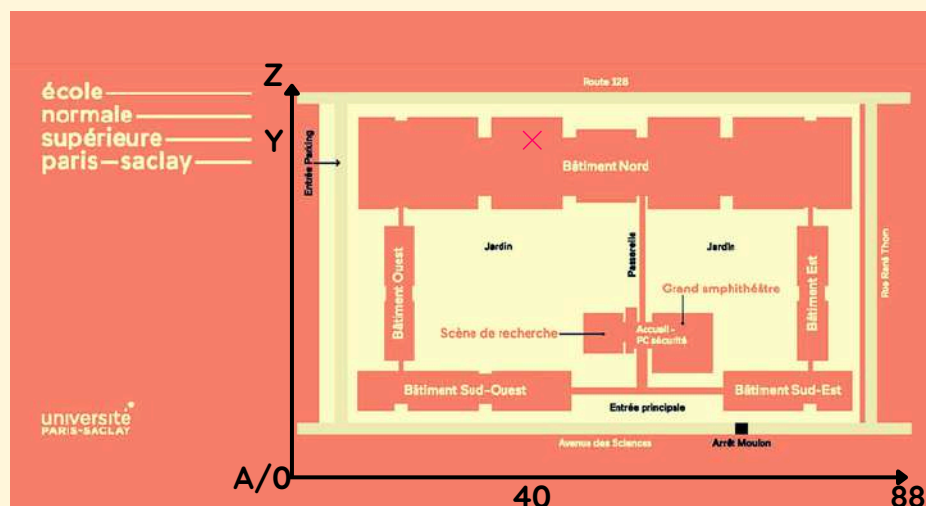 Z
Route 128
école
normale
supérieure
paris—saclay
Y
Entrée Parking
Bâtiment Nord
Jardin
Passerelle
Jardin
Bâtiment Ouest
Bâtiment Est
Rue René Thom
Grand amphithéâtre
Scène de recherche
Accueil -
PC sécurité
Bâtiment Sud-Ouest
Bâtiment Sud-Est
Entrée principale
université
PARIS-SACLAY
Avenue des Sciences
Arrêt Moulon
A/0
40
88